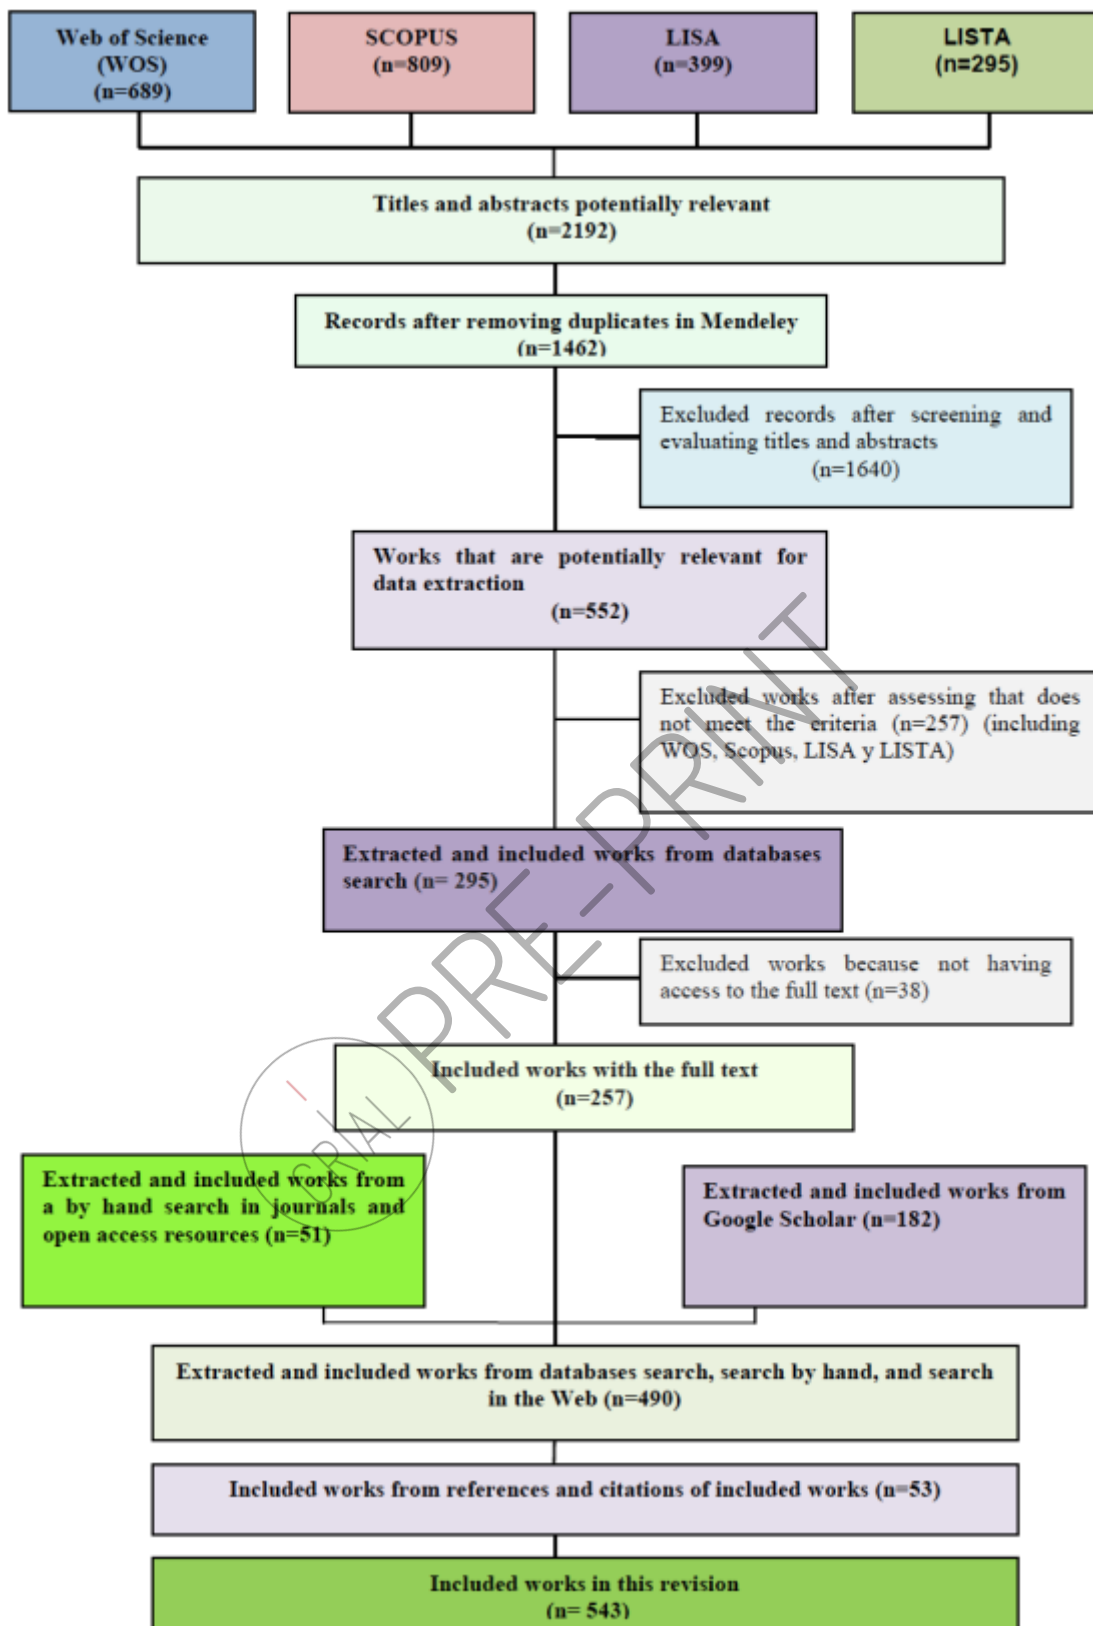 Web of Science
(WOS)
(n=689)
SCOPUS
(n=809)
LISA
(n=399)
LISTA
(n=295)
Titles and abstracts potentially relevant
(n=2192)
Records after removing duplicates in Mendeley
(n=1462)
Excluded records after screening and
evaluating titles and abstracts
(n=1640)
Works that are potentially relevant for
data extraction
(n=552)
Excluded works after assessing that does
not meet the criteria (n=257) (including
WOS, Scopus, LISA y LISTA)
Extracted and included works from databases
search (n= 295)
Excluded works because not having
access to the full text (n=38)
Included works with the full text
(n=257)
Extracted and included works from
a by hand search in journals and
open access resources (n=51)
Extracted and included works from
Google Scholar (n=182)
Extracted and included works from databases search, search by hand, and search
in the Web (n=490)
Included works from references and citations of included works (n=53)
Included works in this revision
(n= 543)
PRE-PRINT
CRIAL